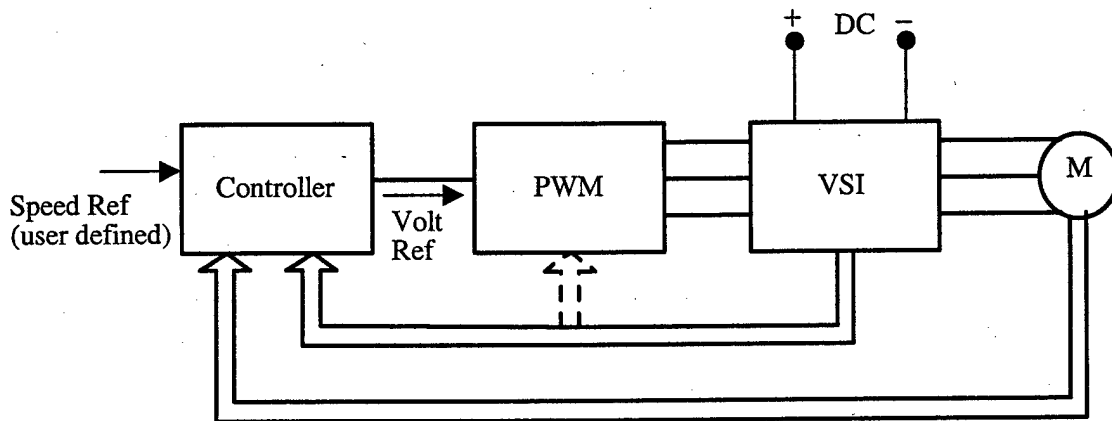 + DC −
Controller
PWM
VSI
M
Speed Ref
(user defined)
Volt
Ref